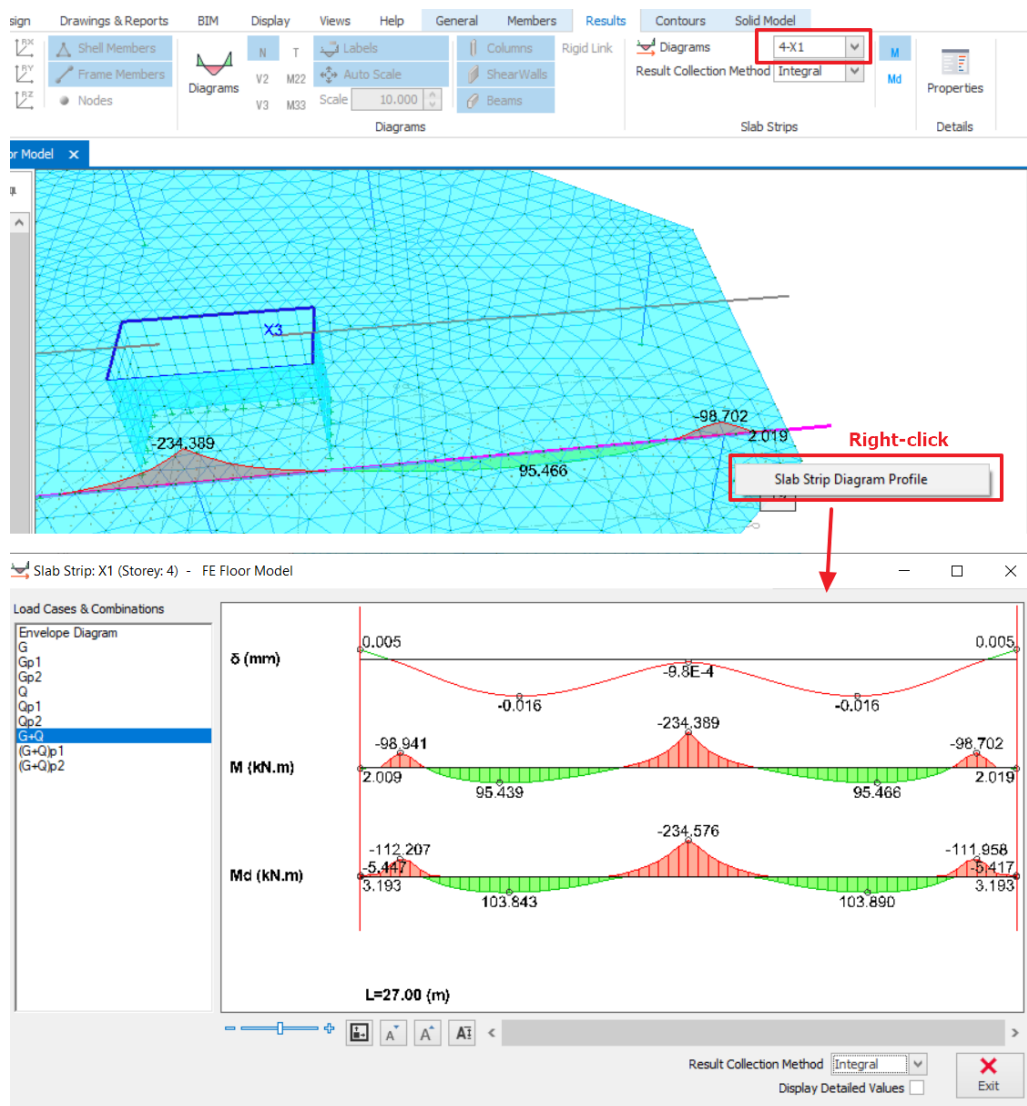 sign Drawings & Reports BIM Display Views Help General Members Results Contours Solid Model
RX Shell Members N T Labels Columns Rigid Link Diagrams 4-X1 M
RY Frame Members Diagrams V2 M22 Auto Scale ShearWalls Result Collection Method Integral Md Properties
RZ Nodes V3 M33 Scale 10.000 Beams
Diagrams Slab Strips Details
or Model
X3
-234.389
-98.702
2.019
95.466
Right-click
Slab Strip Diagram Profile
Slab Strip: X1 (Storey: 4) - FE Floor Model
Load Cases & Combinations
Envelope Diagram
G
Gp1
Gp2
Q
Qp1
Qp2
G+Q
(G+Q)p1
(G+Q)p2
δ (mm)
0.005
0.005
-9.8E-4
-0.016
-0.016
M (kN.m)
-234.389
-98.941
-98.702
2.009
2.019
95.439
95.466
Md (kN.m)
-234.576
-112.207
-111.958
-5.447
-5.417
3.193
3.193
103.843
103.890
L=27.00 (m)
A A A
Result Collection Method Integral
Display Detailed Values
Exit